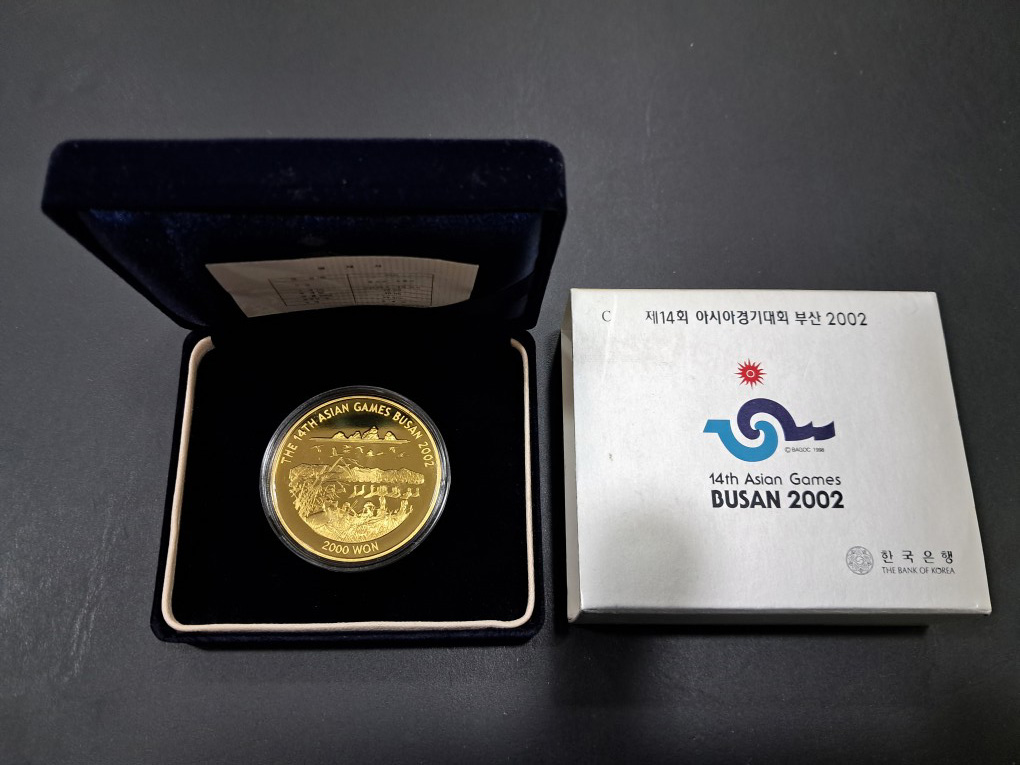 THE 14TH ASIAN GAMES BUSAN 2002
2000 WON
C
제14회 아시아경기대회 부산 2002
©BAGOC 1998
14th Asian Games
BUSAN 2002
한국은행
THE BANK OF KOREA